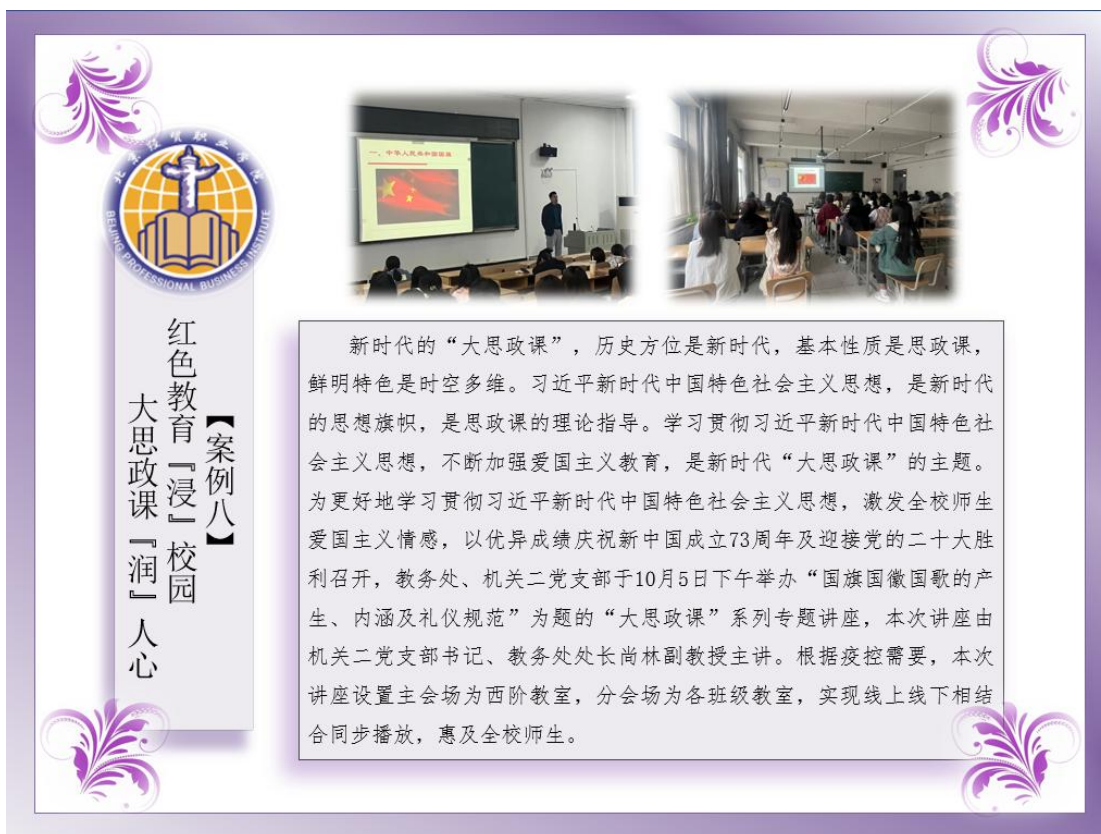 北京经贸职业学院
BEIJING PROFESSIONAL BUSINESS INSTITUTE
【案例八】
红色教育『浸』校园
大思政课『润』人心
一、中华人民共和国国旗
新时代的“大思政课”，历史方位是新时代，基本性质是思政课，
鲜明特色是时空多维。习近平新时代中国特色社会主义思想，是新时代
的思想旗帜，是思政课的理论指导。学习贯彻习近平新时代中国特色社
会主义思想，不断加强爱国主义教育，是新时代“大思政课”的主题。
为更好地学习贯彻习近平新时代中国特色社会主义思想，激发全校师生
爱国主义情感，以优异成绩庆祝新中国成立73周年及迎接党的二十大胜
利召开，教务处、机关二党支部于10月5日下午举办“国旗国徽国歌的产
生、内涵及礼仪规范”为题的“大思政课”系列专题讲座，本次讲座由
机关二党支部书记、教务处处长尚林副教授主讲。根据疫控需要，本次
讲座设置主会场为西阶教室，分会场为各班级教室，实现线上线下相结
合同步播放，惠及全校师生。